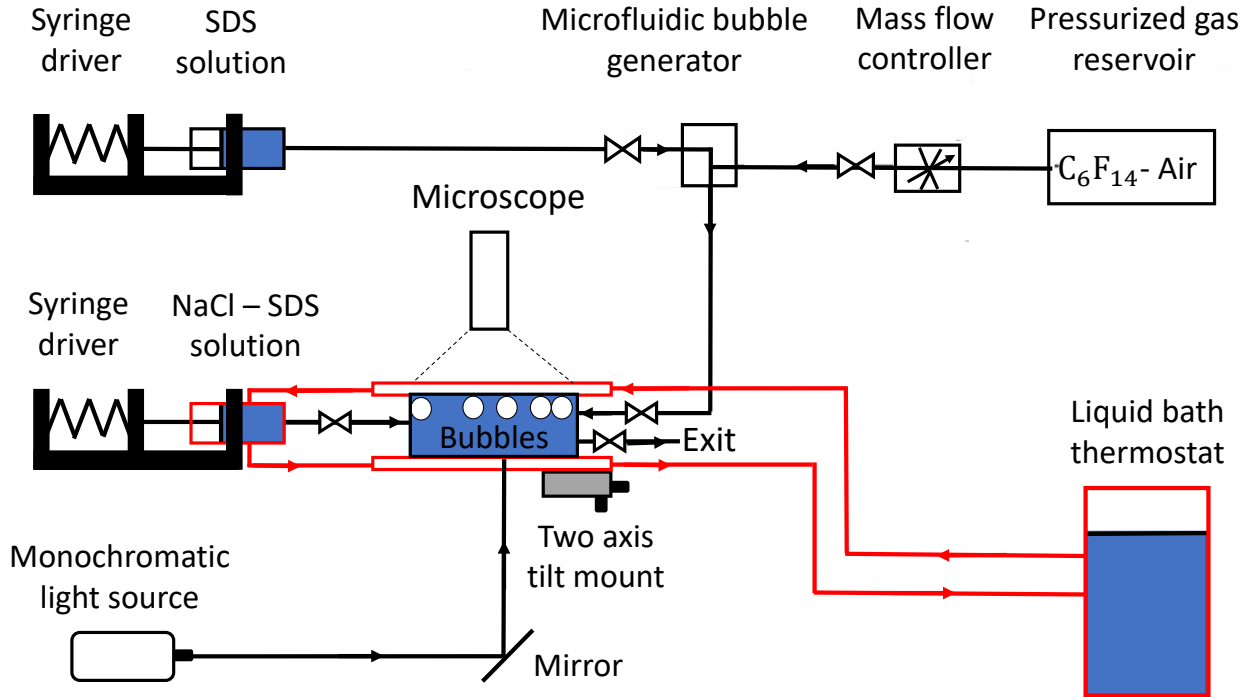 Syringe
driver
SDS
solution
Microfluidic bubble
generator
Mass flow
controller
Pressurized gas
reservoir
C₆F₁₄- Air
Microscope
Syringe
driver
NaCl – SDS
solution
Bubbles
Exit
Liquid bath
thermostat
Two axis
tilt mount
Monochromatic
light source
Mirror